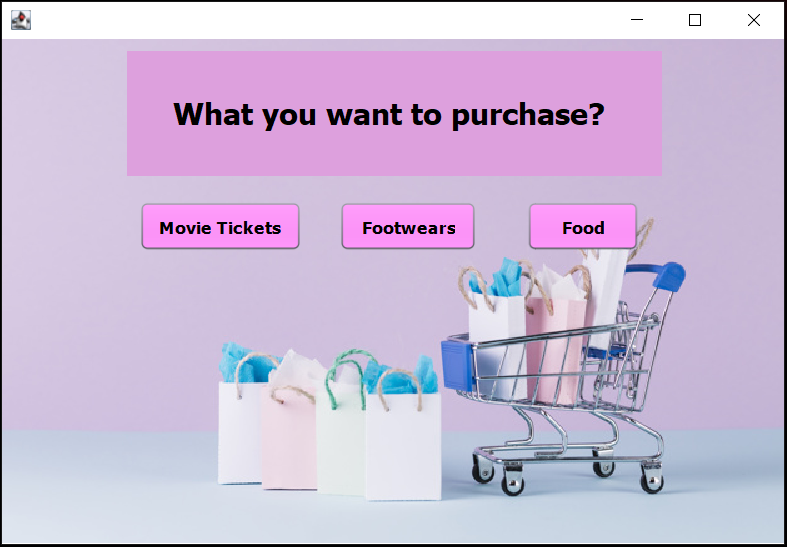 What you want to purchase?
Movie Tickets
Footwears
Food